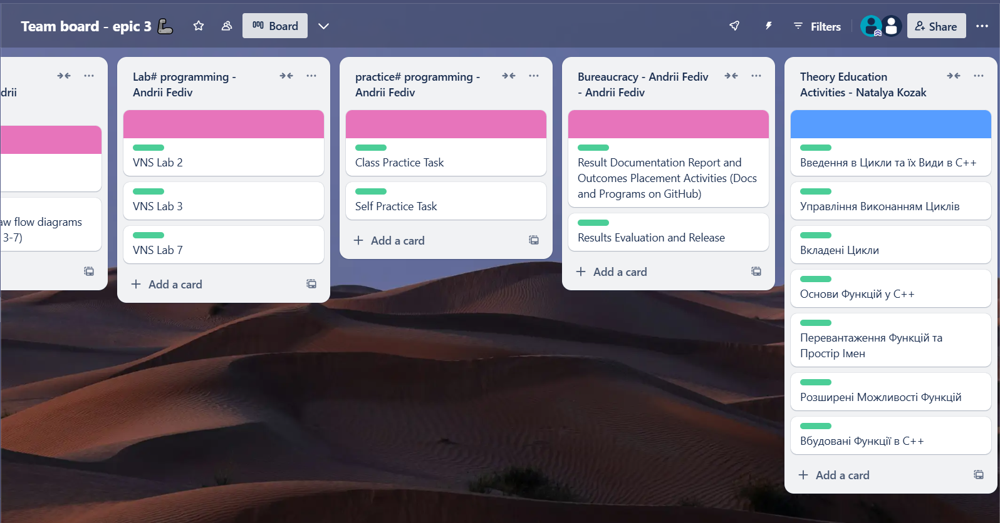 Team board - epic 3
Board
Filters
Share
drii
aw flow diagrams
3-7)
Lab# programming -
Andrii Fediv
VNS Lab 2
VNS Lab 3
VNS Lab 7
Add a card
practice# programming -
Andrii Fediv
Class Practice Task
Self Practice Task
Add a card
Bureaucracy - Andrii Fediv
- Andrii Fediv
Result Documentation Report and
Outcomes Placement Activities (Docs
and Programs on GitHub)
Results Evaluation and Release
Add a card
Theory Education
Activities - Natalya Kozak
Введення в Цикли та їх Види в C++
Управління Виконанням Циклів
Вкладені Цикли
Основи Функцій у C++
Перевантаження Функцій та
Простір Імен
Розширені Можливості Функцій
Вбудовані Функції в C++
Add a card